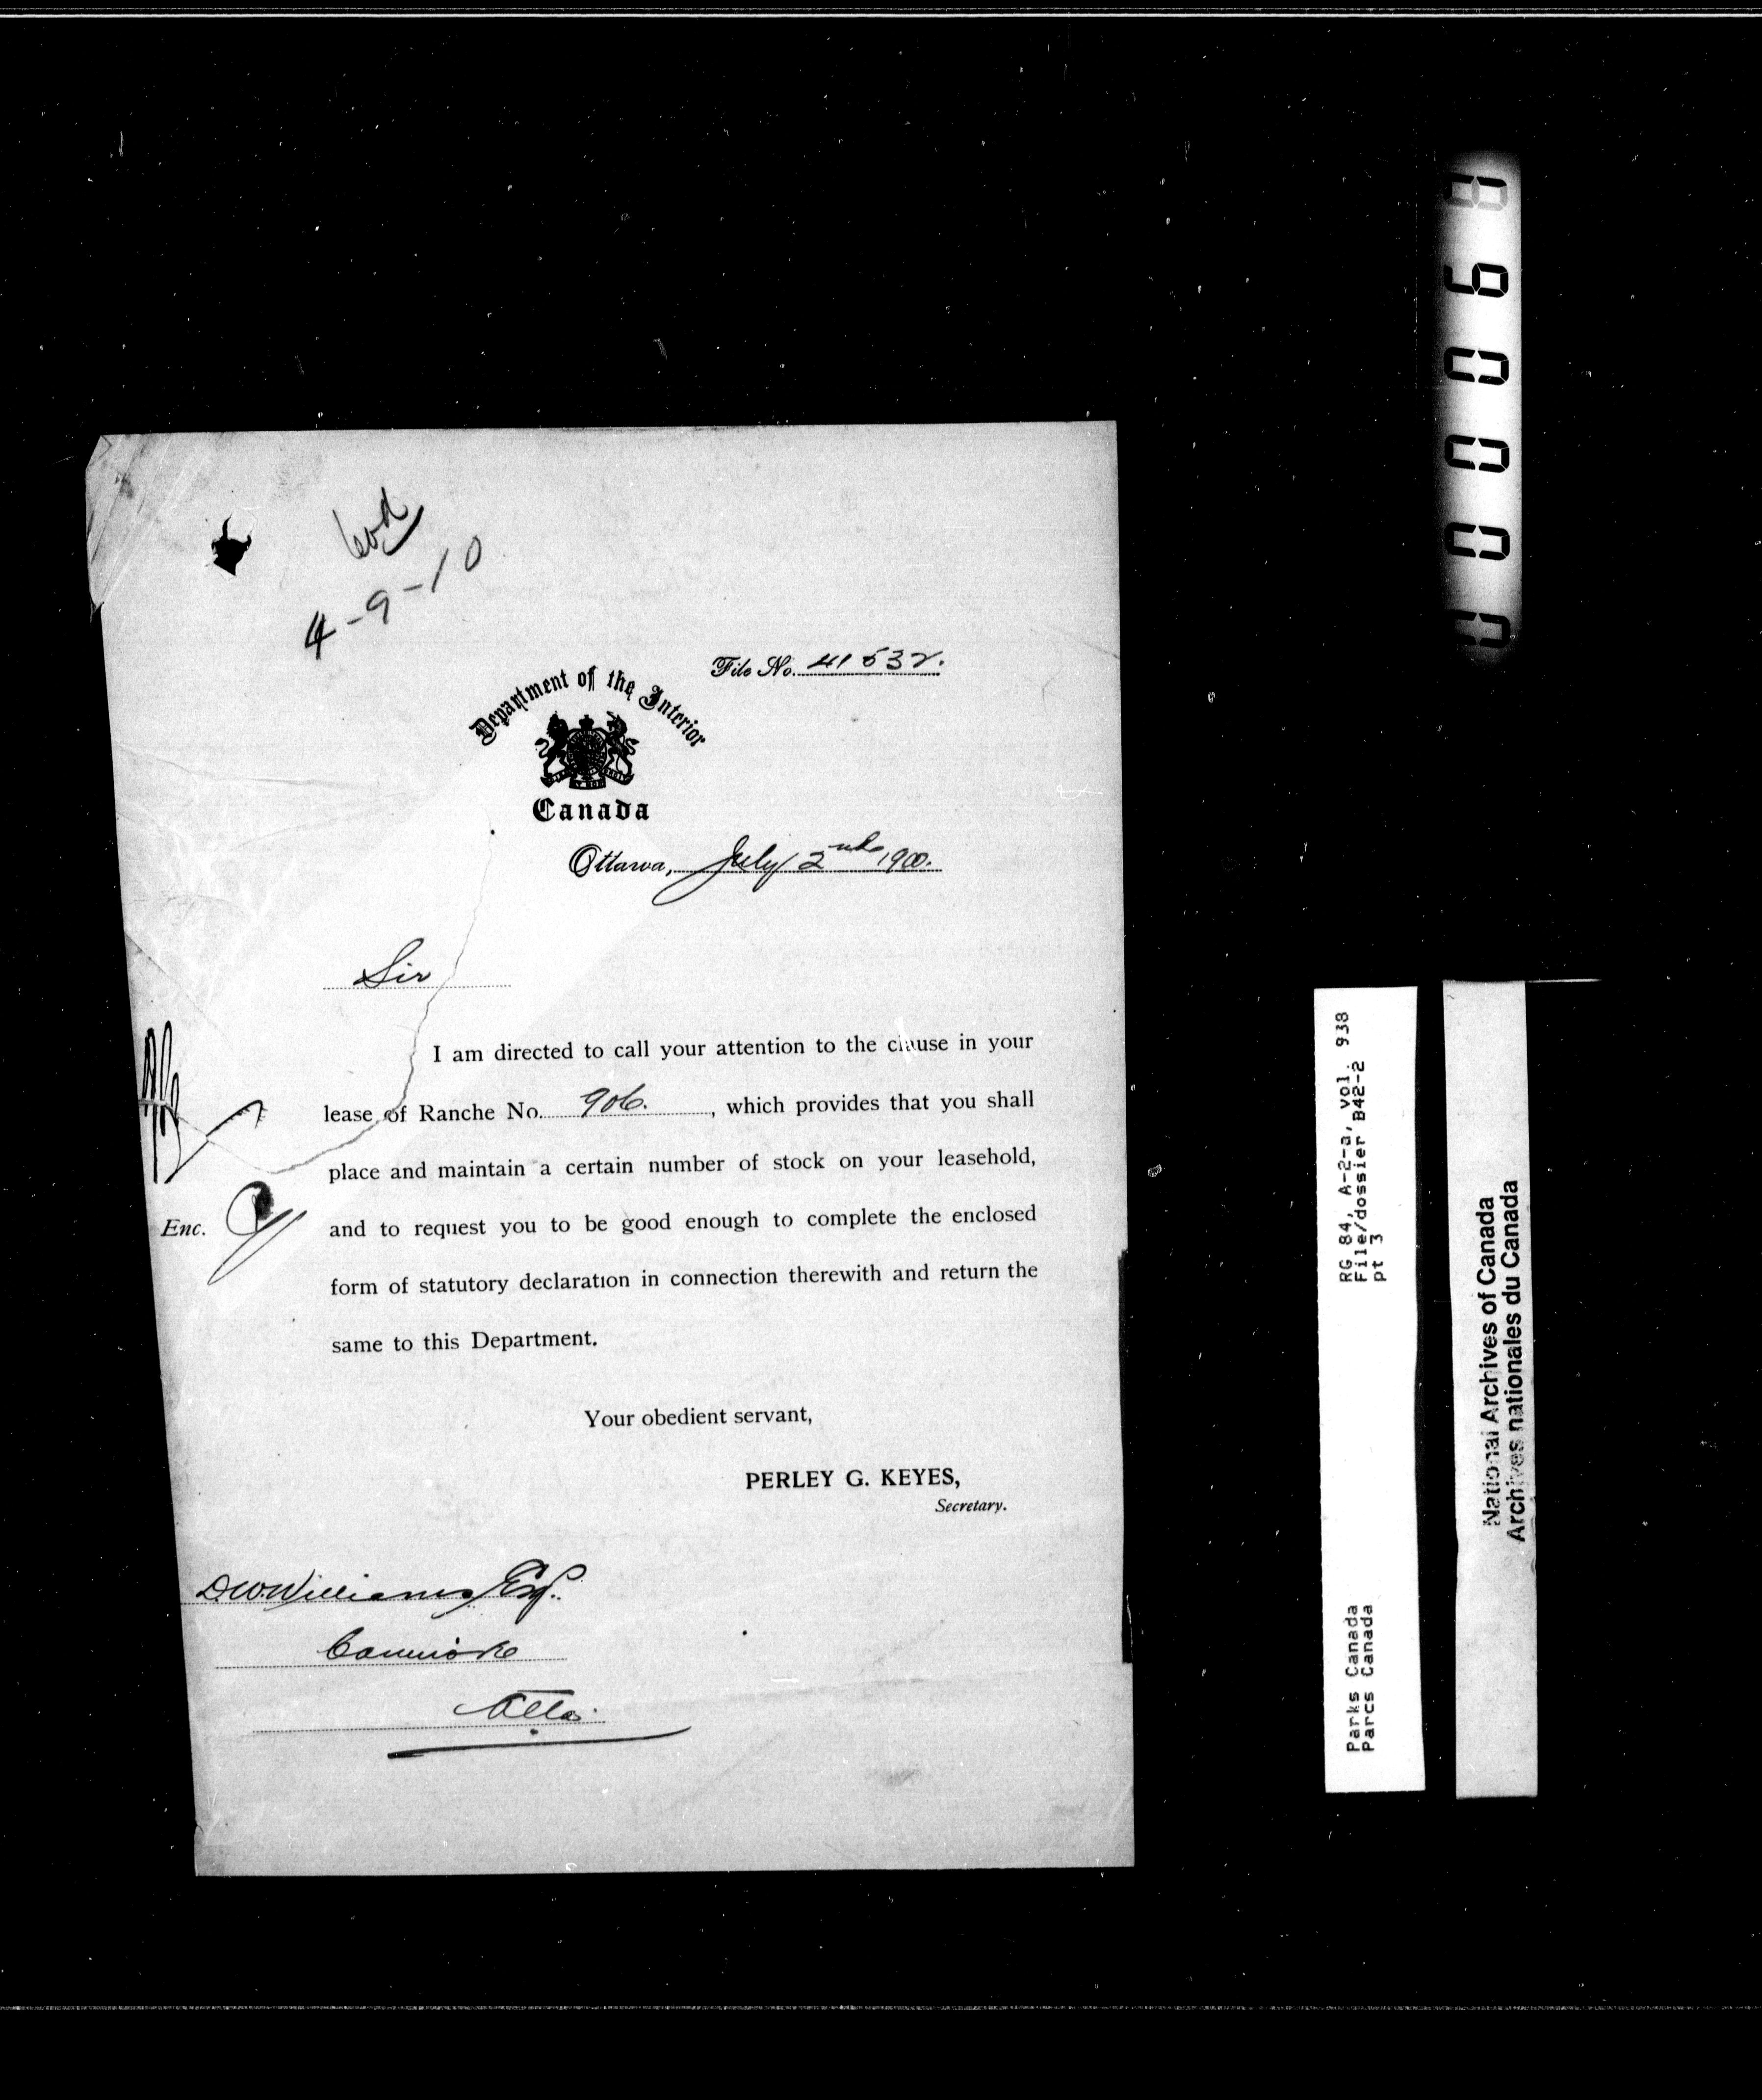 4-9-10
File No. 41532.
Department of the Interior
Canada
Ottawa, July 2nd 1900.
Sir
I am directed to call your attention to the clause in your
lease of Ranche No. 906. , which provides that you shall
place and maintain a certain number of stock on your leasehold,
Enc.
and to request you to be good enough to complete the enclosed
form of statutory declaration in connection therewith and return the
same to this Department.
Your obedient servant,
PERLEY G. KEYES,
Secretary.
D.W. Williams Esq.
Canmore
Alta.
000068
RG 84, A-2-a, vol. 938
File/dossier B42-2
pt 3
Parks Canada
Parcs Canada
National Archives of Canada
Archives nationales du Canada